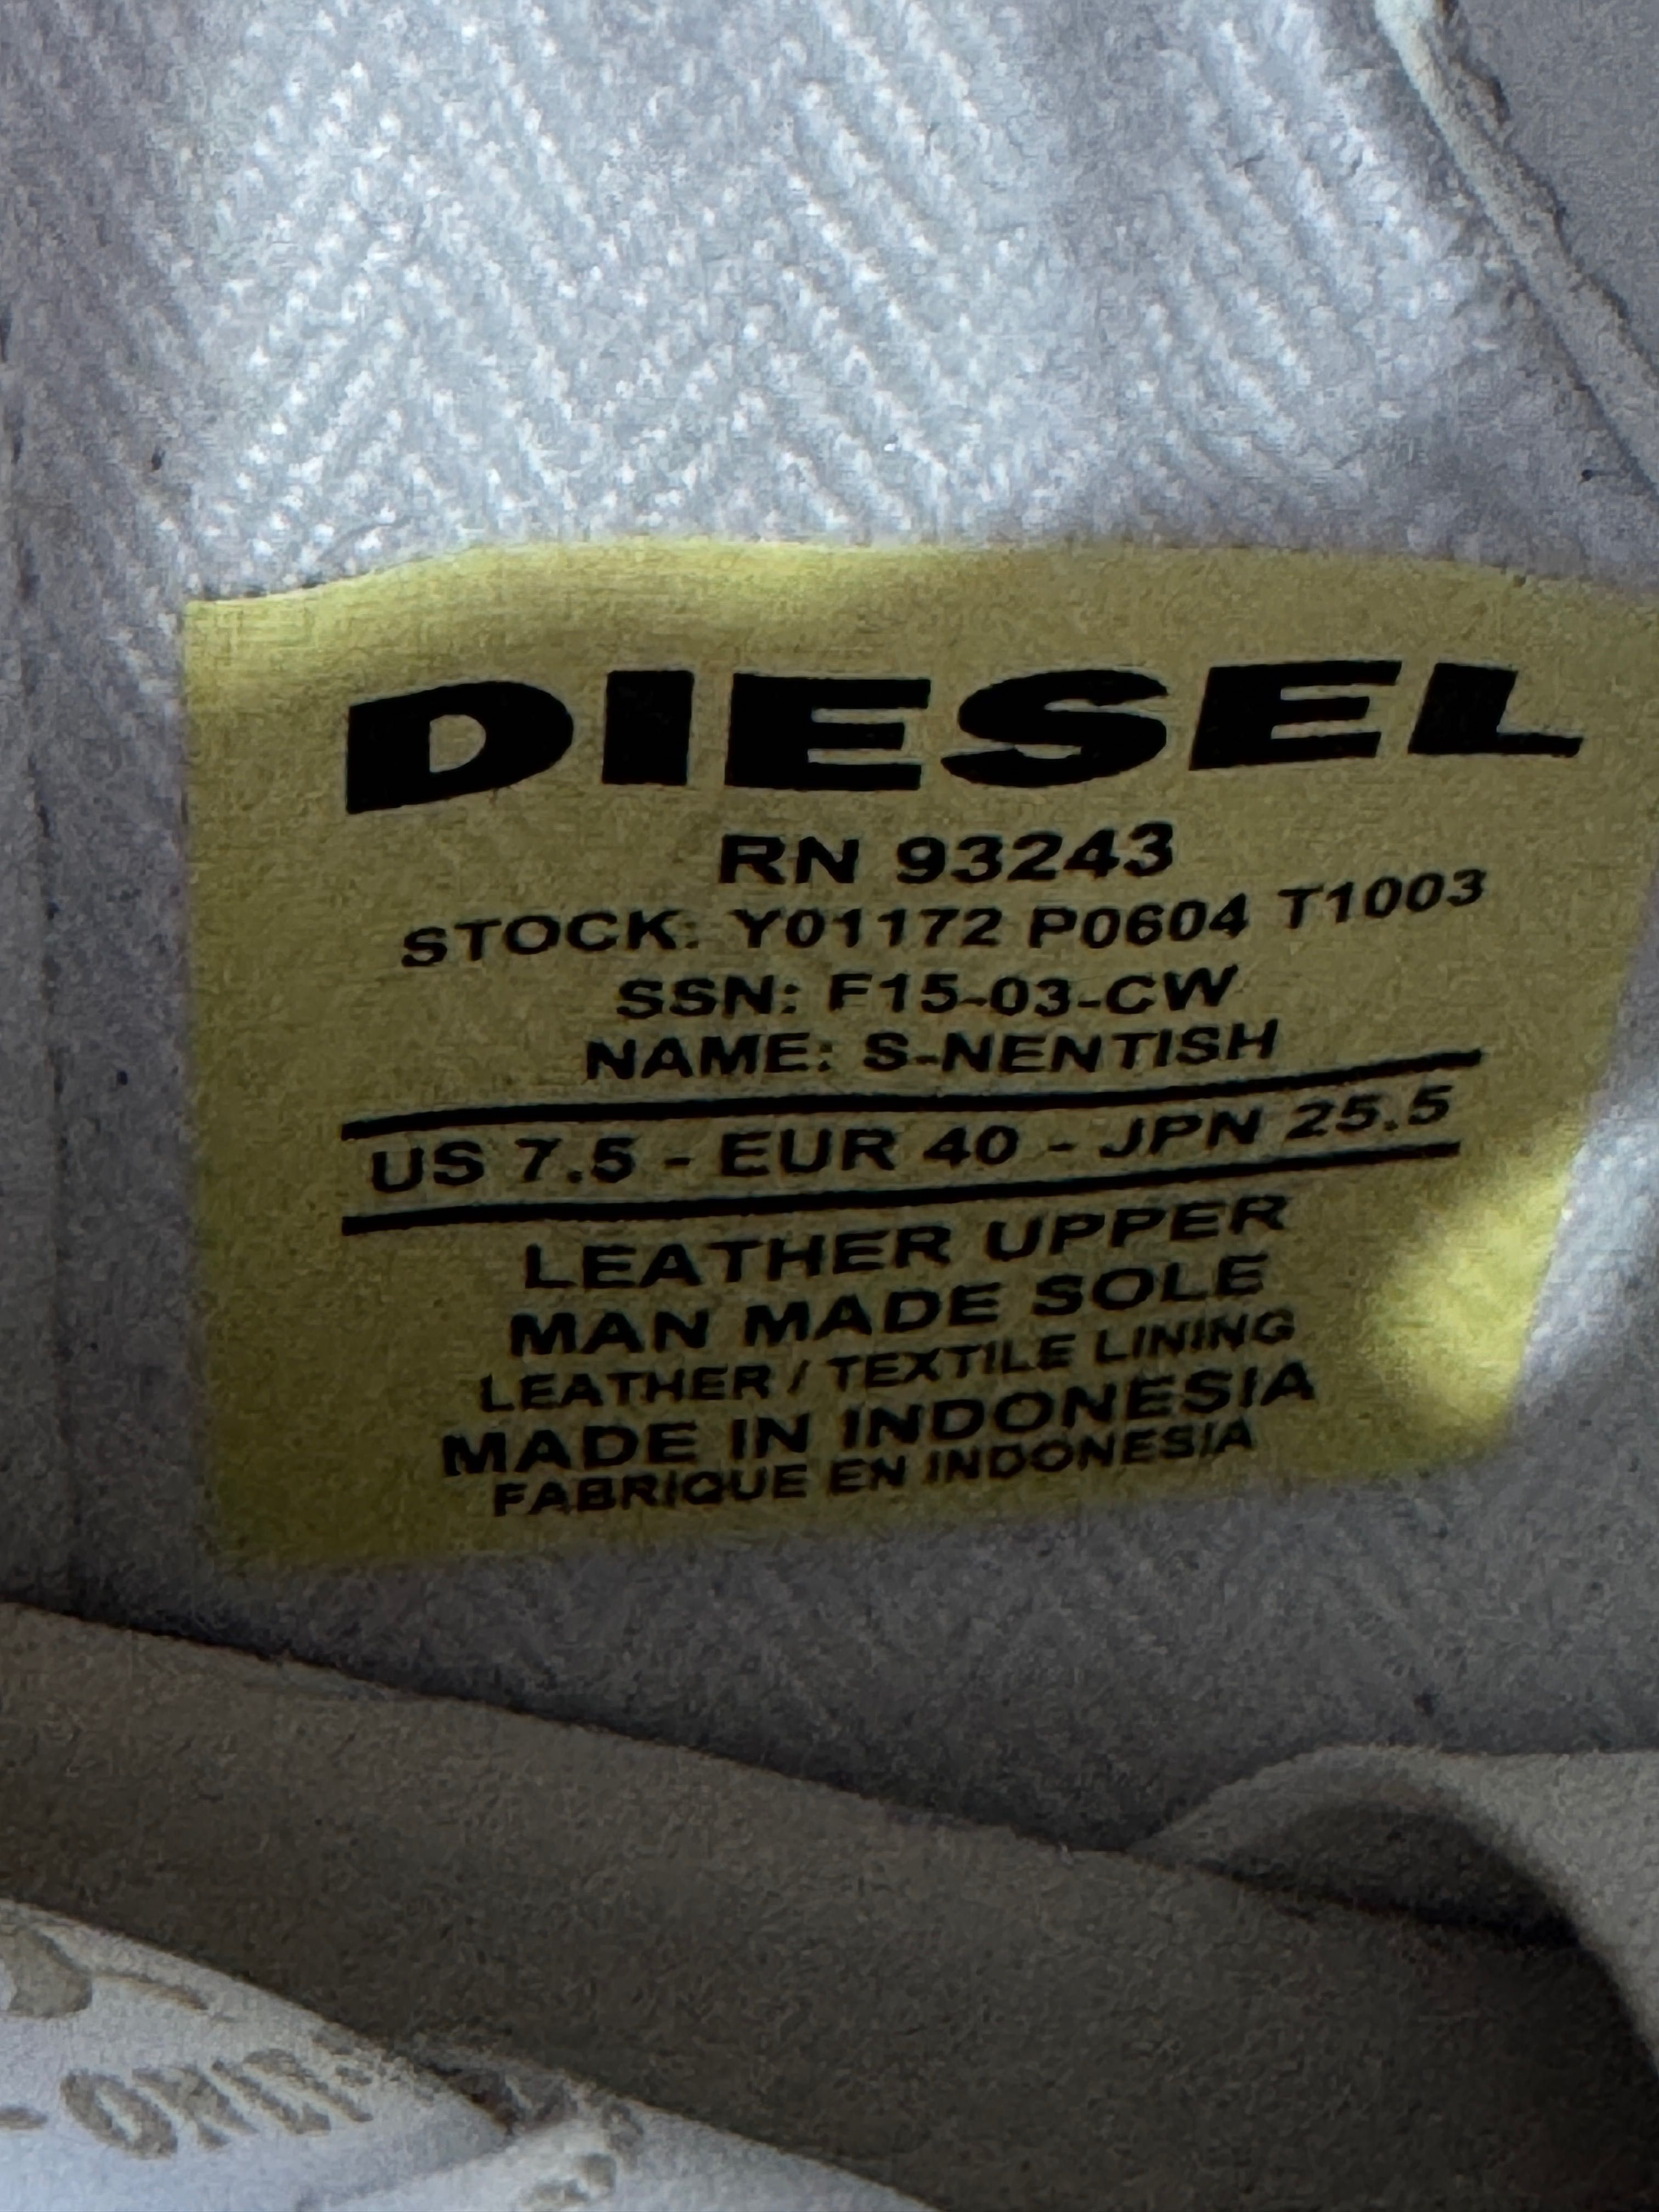 DIESEL
RN 93243
STOCK: Y01172 P0604 T1003
SSN: F15-03-CW
NAME: S-NENTISH
US 7.5 - EUR 40 - JPN 25.5
LEATHER UPPER
MAN MADE SOLE
LEATHER / TEXTILE LINING
MADE IN INDONESIA
FABRIQUE EN INDONESIA